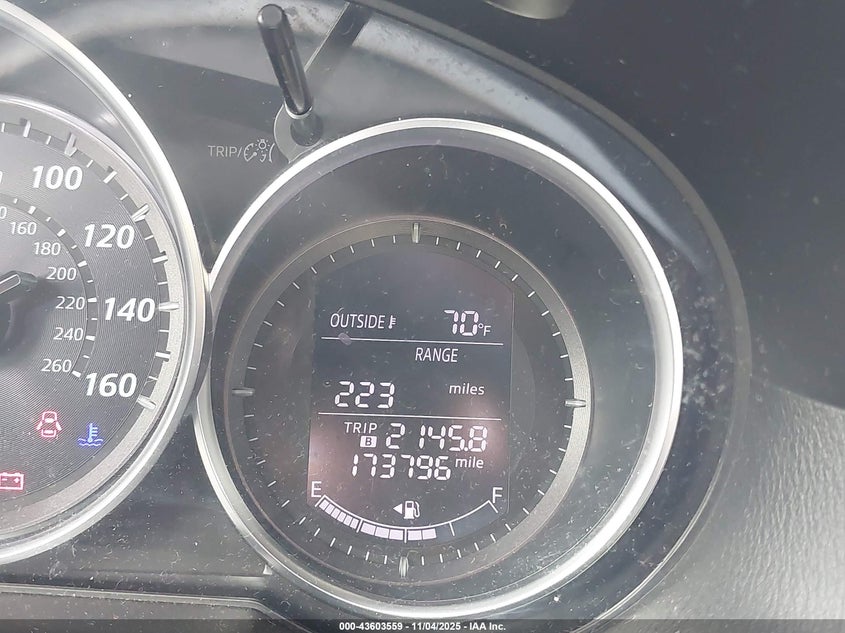 TRIP/
100
120
140
160
160
180
200
220
240
260
OUTSIDE 70°F
RANGE
223 miles
TRIP B 2145.8
173796 mile
E F
000-43603559 - 11/04/2025 - IAA Inc.